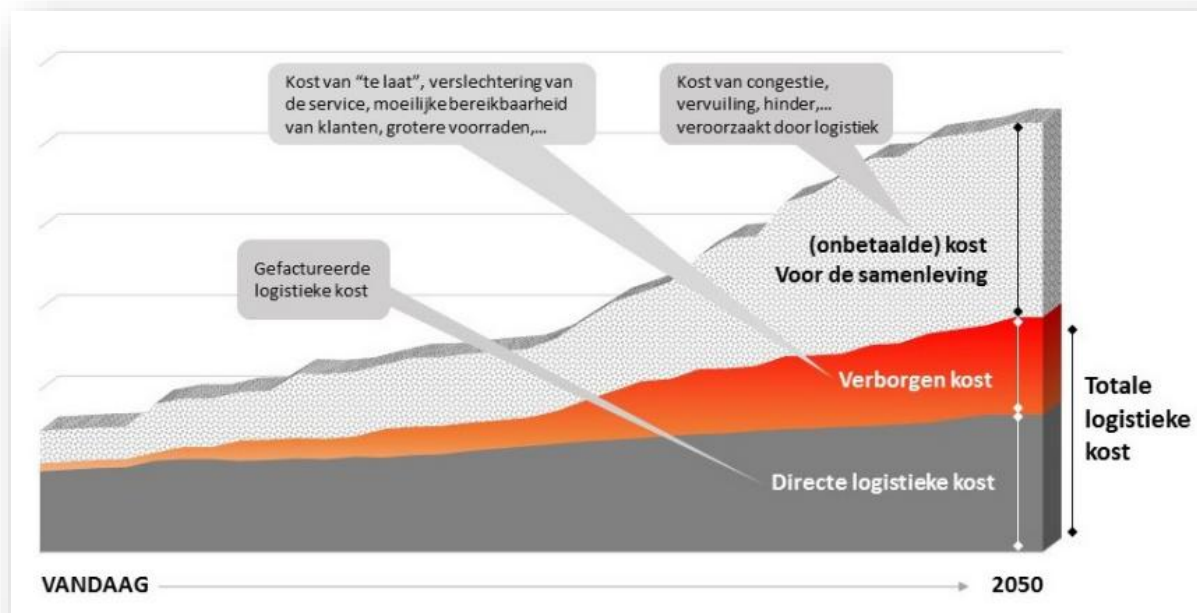 Kost van “te laat”, verslechtering van
de service, moeilijke bereikbaarheid
van klanten, grotere voorraden,...
Kost van congestie,
vervuiling, hinder,...
veroorzaakt door logistiek
Gefactureerde
logistieke kost
(onbetaalde) kost
Voor de samenleving
Verborgen kost
Directe logistieke kost
Totale
logistieke
kost
VANDAAG
2050